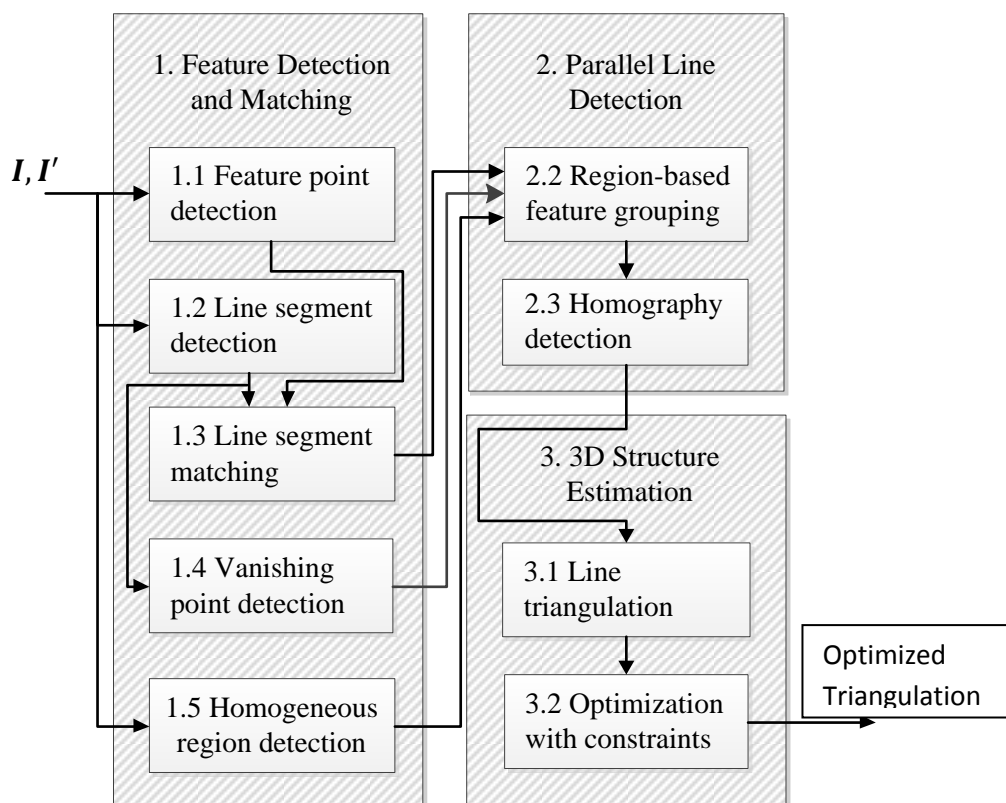 1. Feature Detection
and Matching
I, I′
1.1 Feature point
detection
1.2 Line segment
detection
1.3 Line segment
matching
1.4 Vanishing
point detection
1.5 Homogeneous
region detection
2. Parallel Line
Detection
2.2 Region-based
feature grouping
2.3 Homography
detection
3. 3D Structure
Estimation
3.1 Line
triangulation
3.2 Optimization
with constraints
Optimized
Triangulation